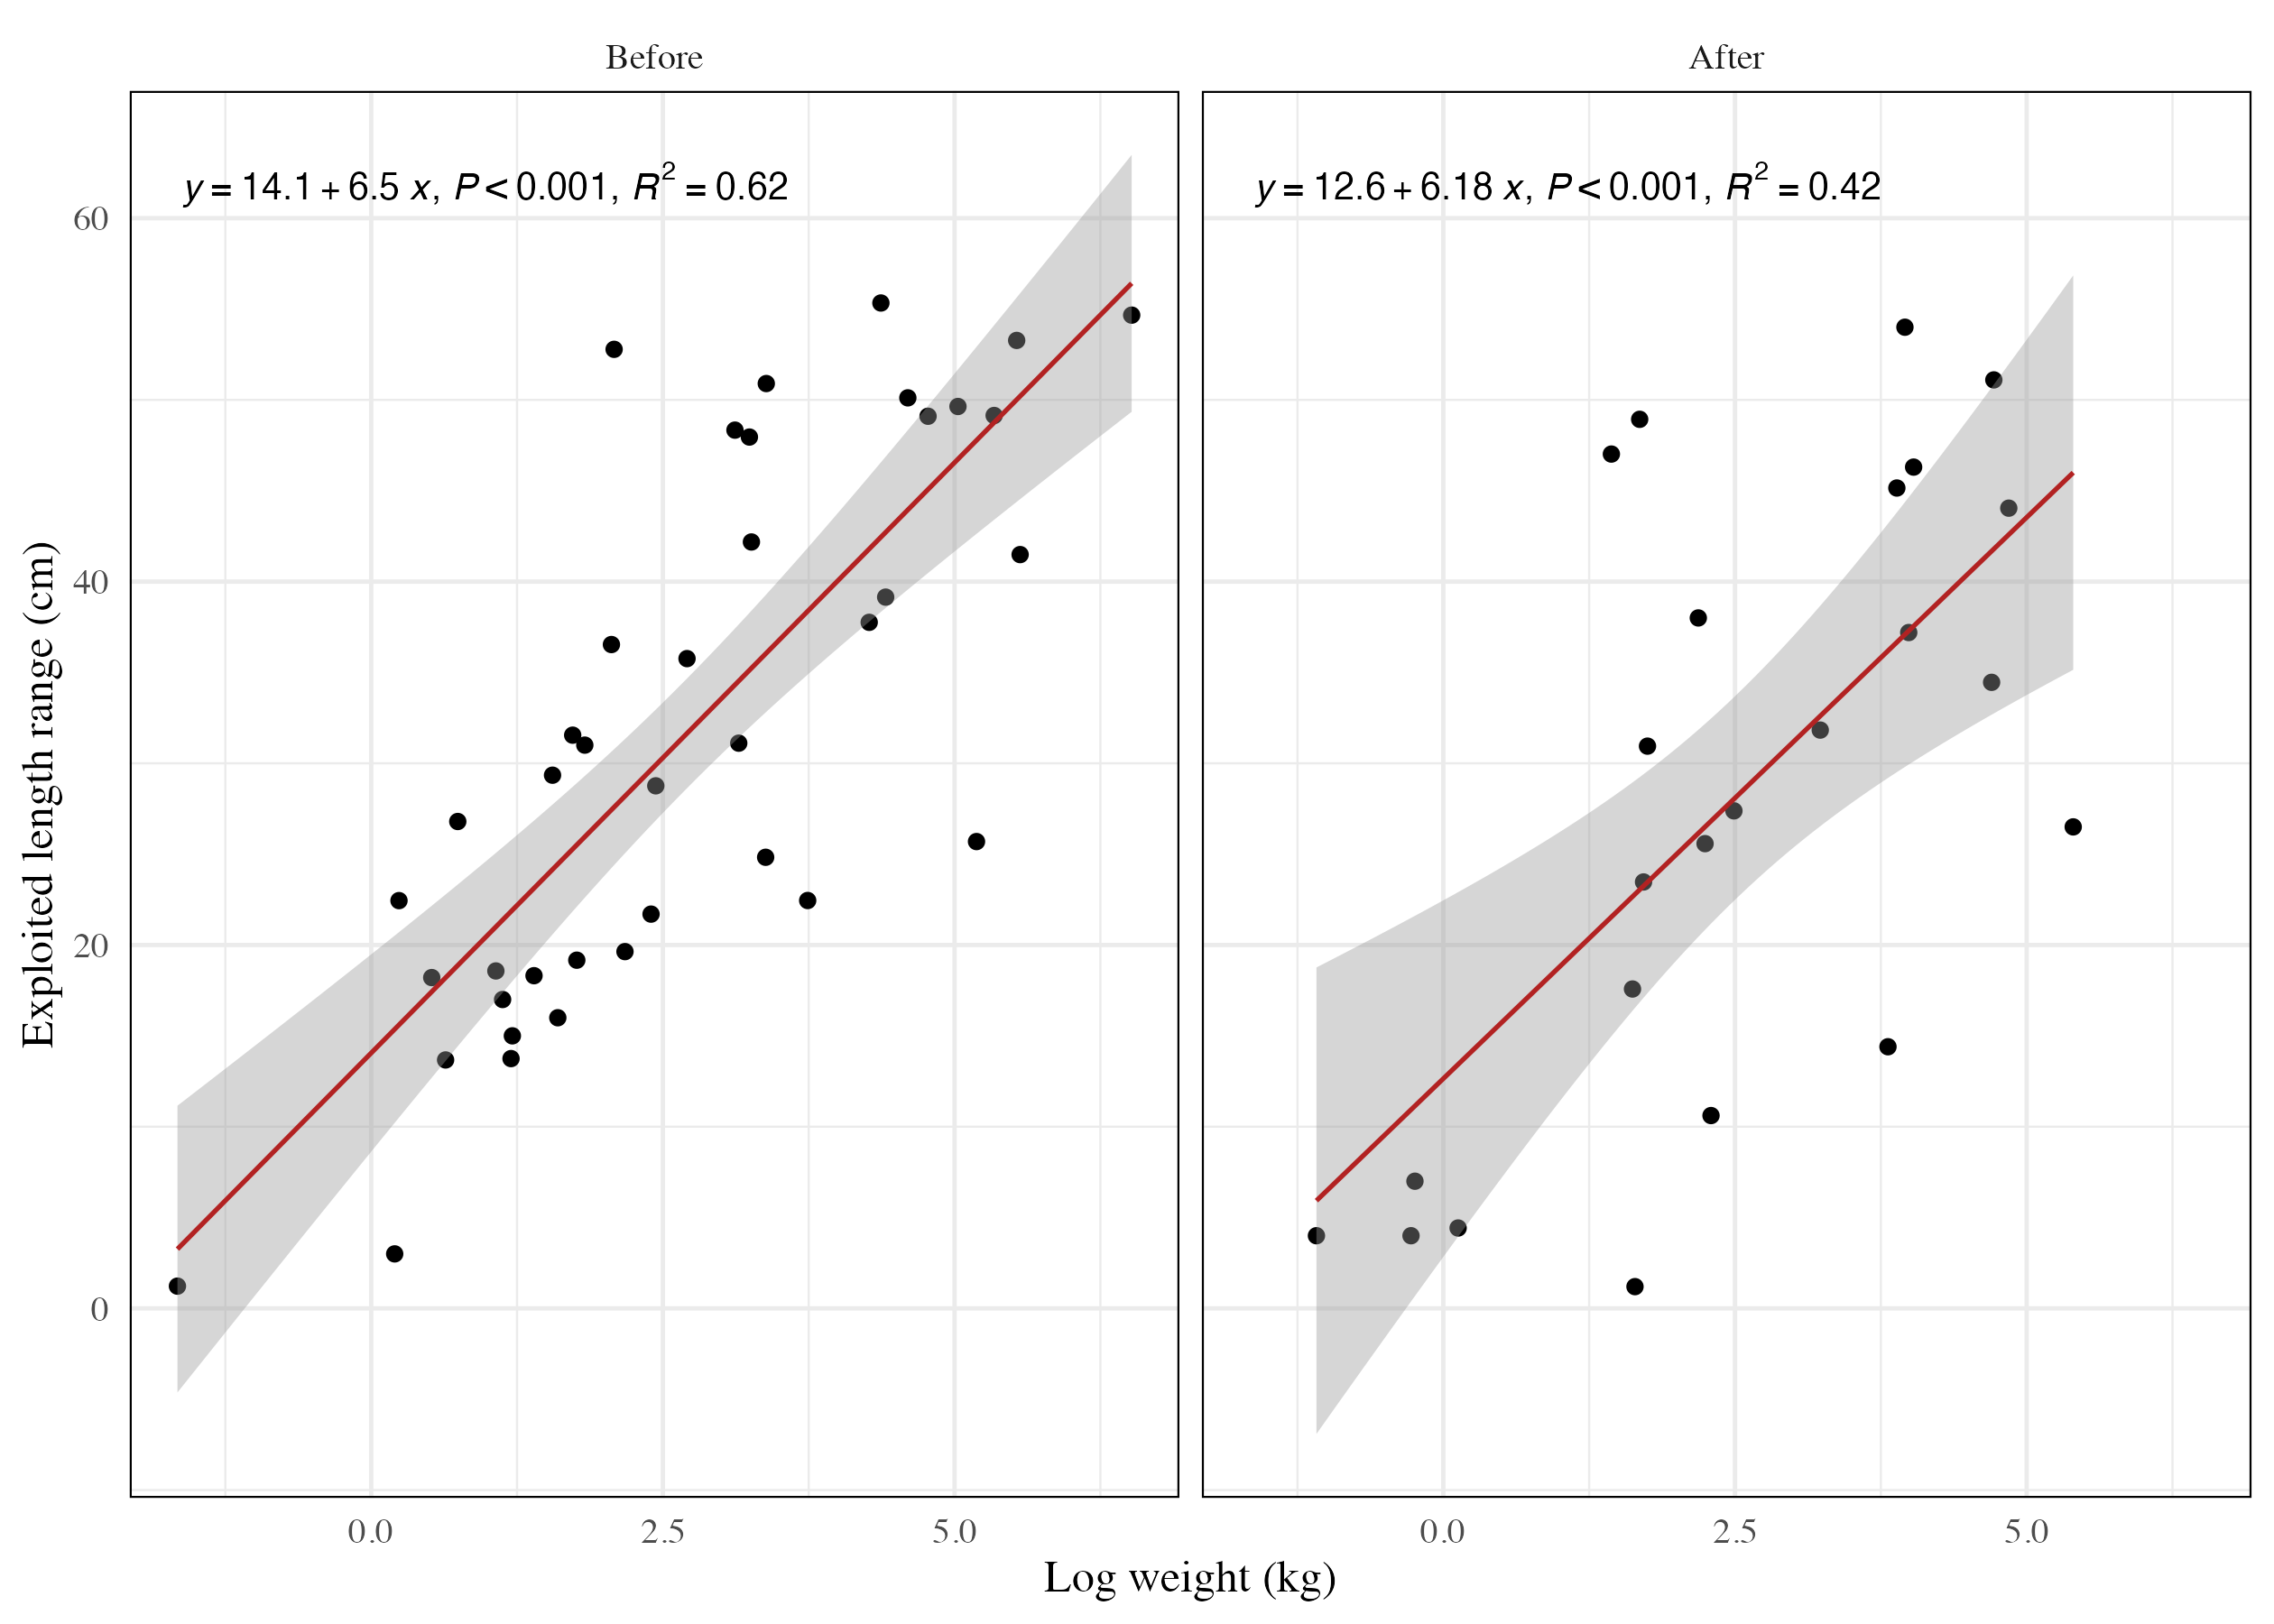 Before
After
y = 14.1 + 6.5 x, P < 0.001, R² = 0.62
y = 12.6 + 6.18 x, P < 0.001, R² = 0.42
60
40
20
0
Exploited length range (cm)
0.0
2.5
5.0
0.0
2.5
5.0
Log weight (kg)